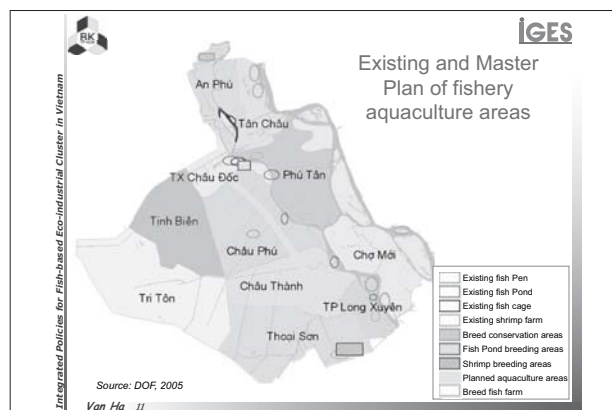 RK
IGES
Integrated Policies for Fish-based Eco-industrial Cluster in Vietnam
Existing and Master
Plan of fishery
aquaculture areas
An Phú
Tân Châu
TX Châu Đốc
Phú Tân
Tịnh Biên
Châu Phú
Chợ Mới
Tri Tôn
Châu Thành
TP Long Xuyên
Thoại Sơn
Existing fish Pen
Existing fish Pond
Existing fish cage
Existing shrimp farm
Breed conservation areas
Fish Pond breeding areas
Shrimp breeding areas
Planned aquaculture areas
Breed fish farm
Source: DOF, 2005
Van Ha 11